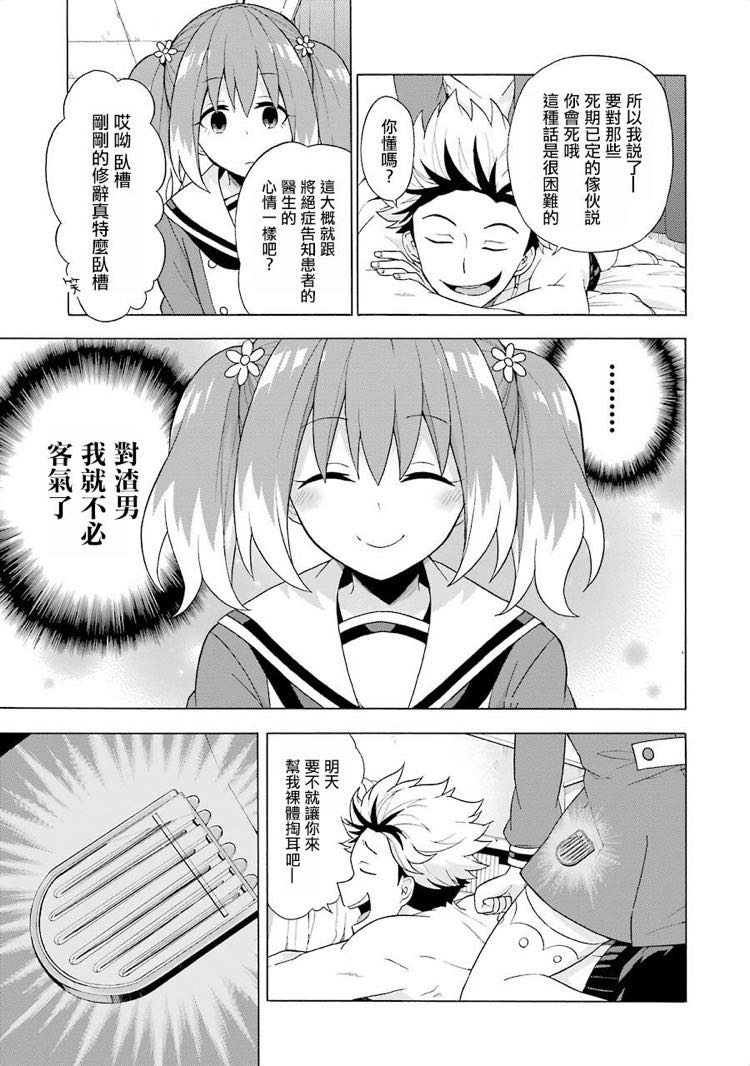 所以我説了—
要對那些
死期已定的傢伙說
你會死哦
這種話是很困難的
你懂嗎？
這大概就跟
將絕症告知患者的
醫生的
心情一樣吧？
哎呦 臥槽
剛剛的修辭真特麼臥槽
笑
………
對渣男
我就不必
客氣了
明天
要不就讓你來
幫我裸體掏耳吧—